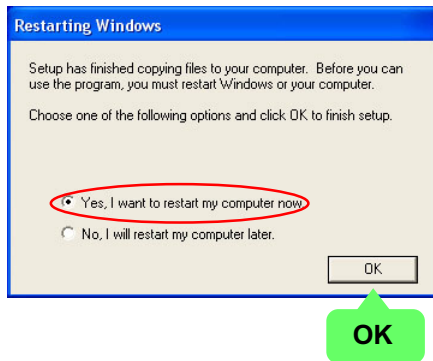 Restarting Windows
Setup has finished copying files to your computer. Before you can
use the program, you must restart Windows or your computer.
Choose one of the following options and click OK to finish setup.
Yes, I want to restart my computer now.
No, I will restart my computer later.
OK
OK